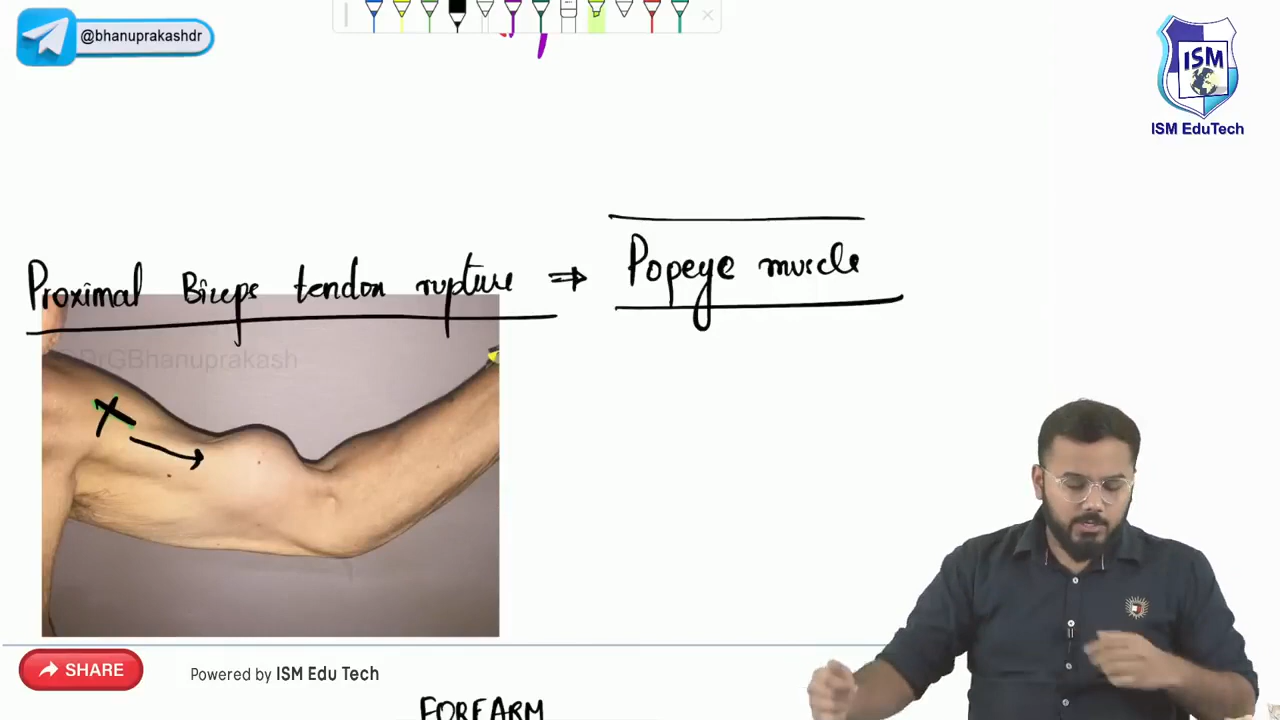 @bhanuprakashdr
ISM
ISM EduTech
Proximal Biceps tendon rupture ⇒ Popeye muscle
DrGBhanuprakash
SHARE
Powered by ISM Edu Tech
FOREARM